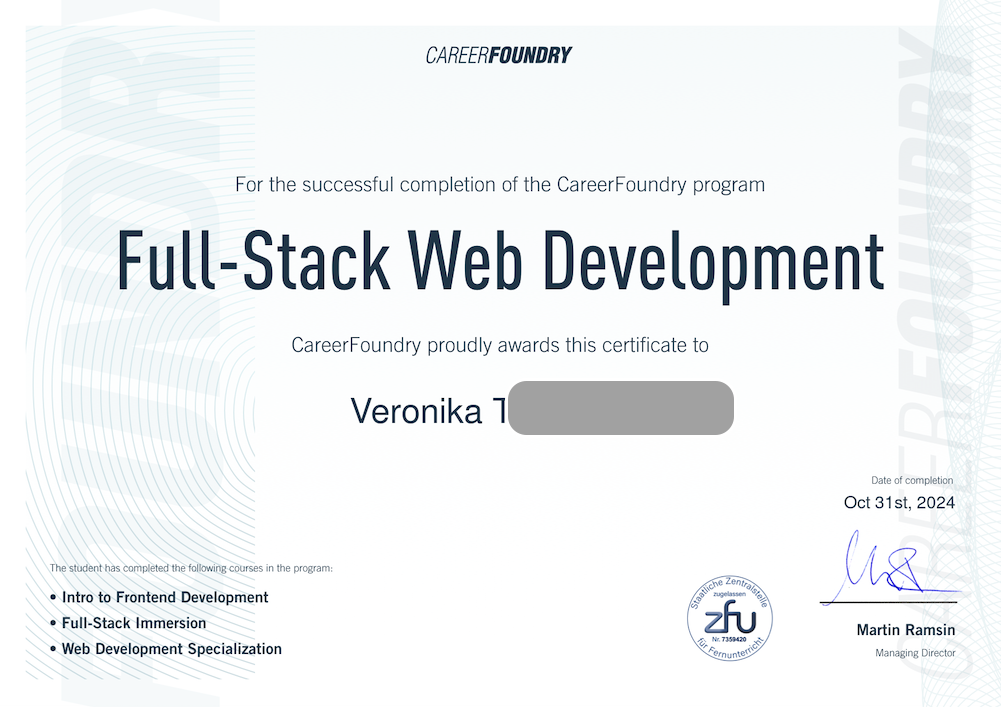 CAREERFOUNDRY
For the successful completion of the CareerFoundry program
Full-Stack Web Development
CareerFoundry proudly awards this certificate to
Veronika T
Date of completion
Oct 31st, 2024
The student has completed the following courses in the program:
• Intro to Frontend Development
• Full-Stack Immersion
• Web Development Specialization
Staatliche Zentralstelle
zugelassen
zfu
Nr. 7359420
für Fernunterricht
Martin Ramsin
Managing Director
CAREERFOUNDRY